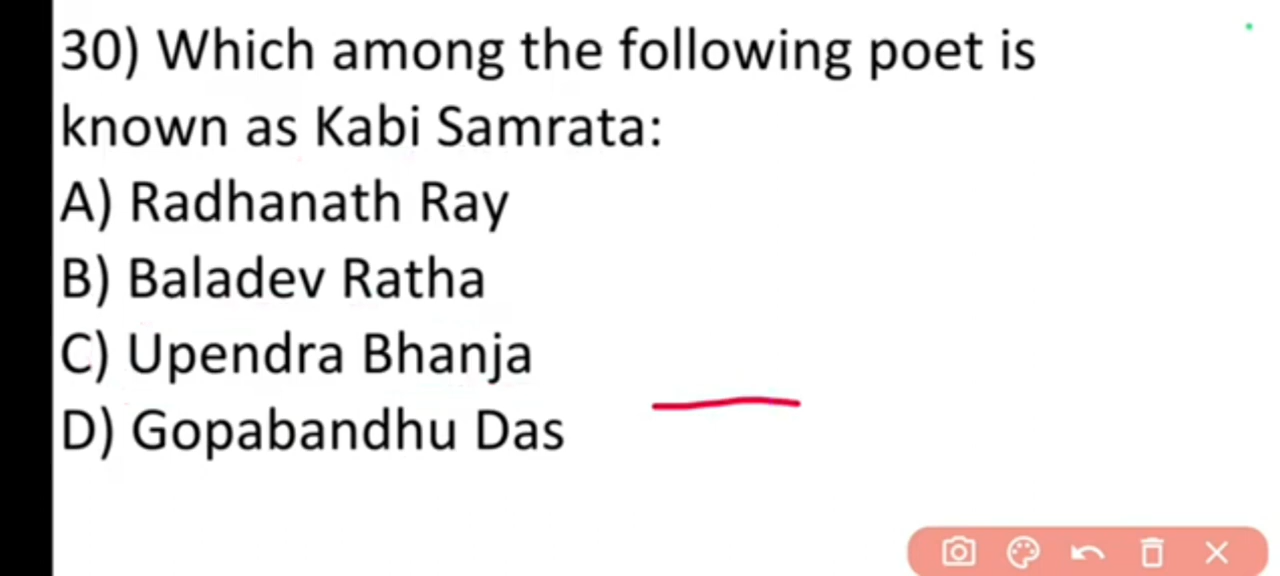 30) Which among the following poet is
known as Kabi Samrata:
A) Radhanath Ray
B) Baladev Ratha
C) Upendra Bhanja
D) Gopabandhu Das